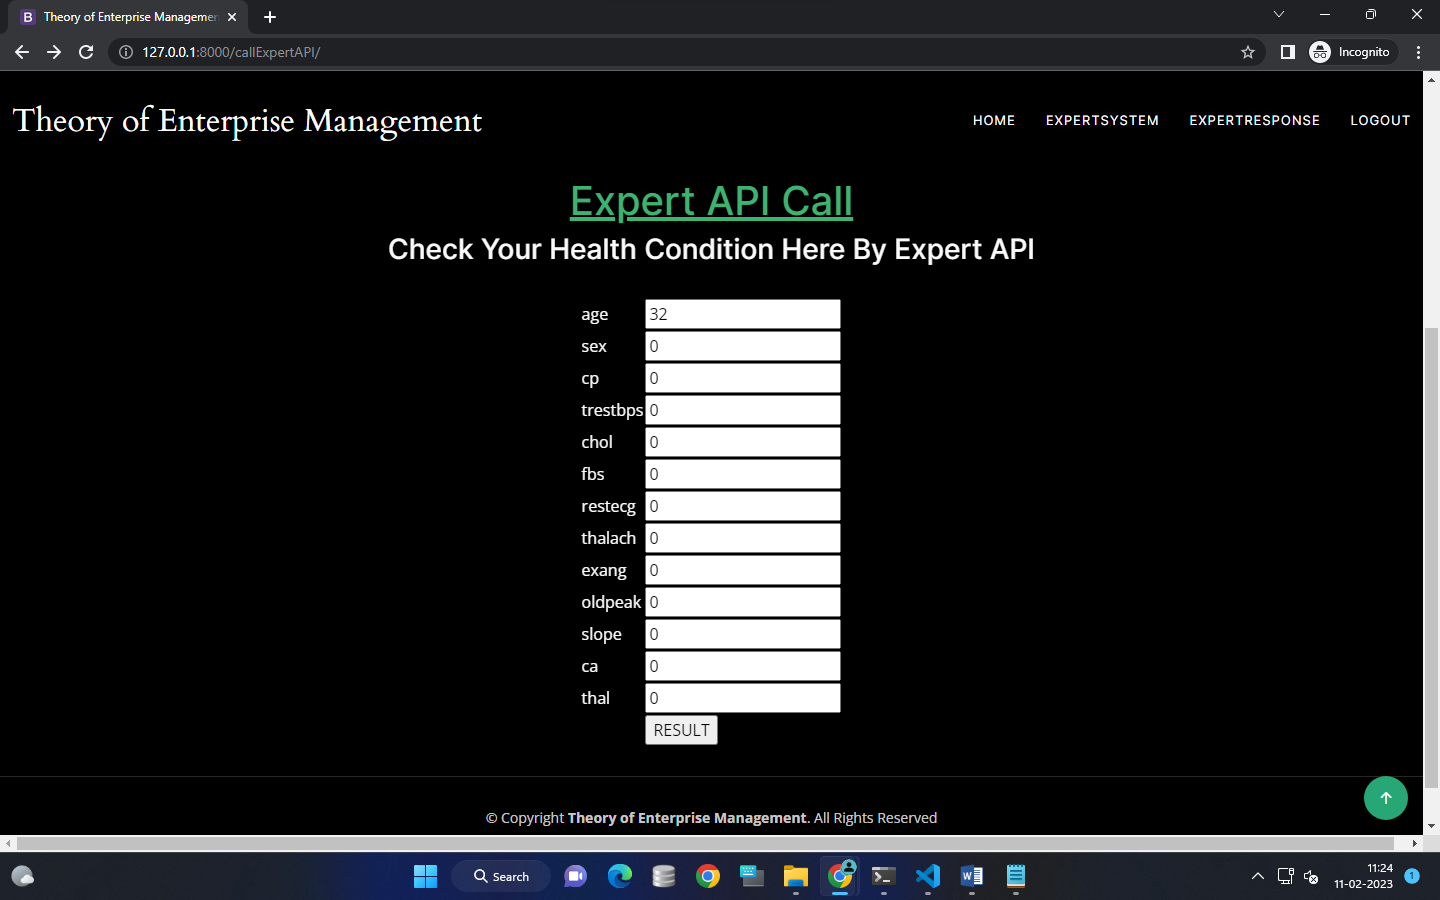 Theory of Enterprise Managemen
127.0.0.1:8000/callExpertAPI/
Incognito
Theory of Enterprise Management
HOME EXPERTSYSTEM EXPERTRESPONSE LOGOUT
Expert API Call
Check Your Health Condition Here By Expert API
age 32
sex 0
cp 0
trestbps 0
chol 0
fbs 0
restecg 0
thalach 0
exang 0
oldpeak 0
slope 0
ca 0
thal 0
RESULT
© Copyright Theory of Enterprise Management. All Rights Reserved
Search
11:24
11-02-2023
1